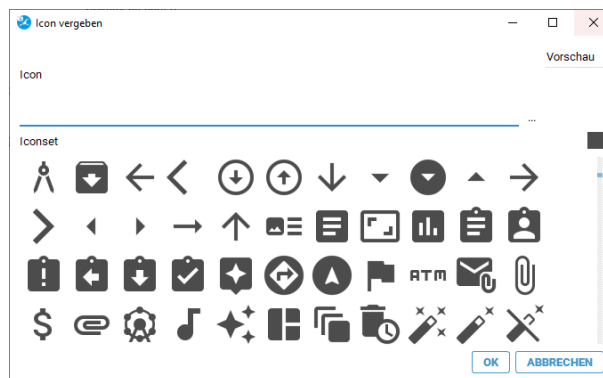 Icon vergeben
Vorschau
Icon
...
Iconset
ATM
$
OK ABBRECHEN